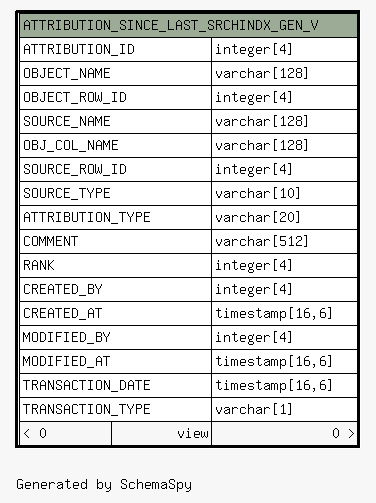 ATTRIBUTION_SINCE_LAST_SRCHINDX_GEN_V
ATTRIBUTION_ID integer[4]
OBJECT_NAME varchar[128]
OBJECT_ROW_ID integer[4]
SOURCE_NAME varchar[128]
OBJ_COL_NAME varchar[128]
SOURCE_ROW_ID integer[4]
SOURCE_TYPE varchar[10]
ATTRIBUTION_TYPE varchar[20]
COMMENT varchar[512]
RANK integer[4]
CREATED_BY integer[4]
CREATED_AT timestamp[16,6]
MODIFIED_BY integer[4]
MODIFIED_AT timestamp[16,6]
TRANSACTION_DATE timestamp[16,6]
TRANSACTION_TYPE varchar[1]
< 0 view 0 >
Generated by SchemaSpy